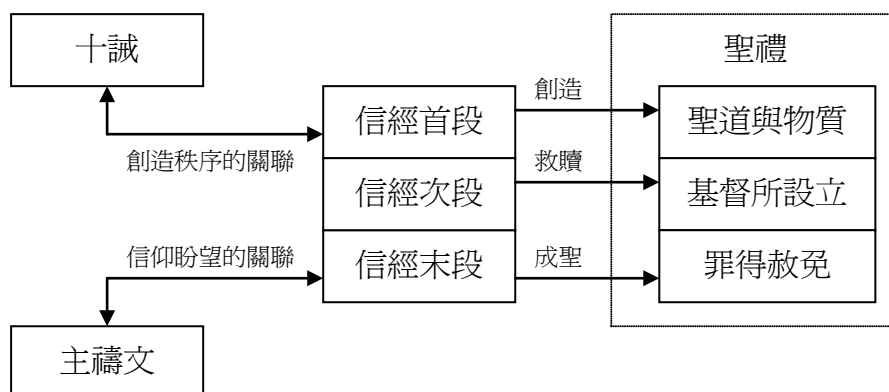 十誡
聖禮
創造
信經首段
聖道與物質
創造秩序的關聯
救贖
信經次段
基督所設立
信仰盼望的關聯
成聖
信經末段
罪得赦免
主禱文